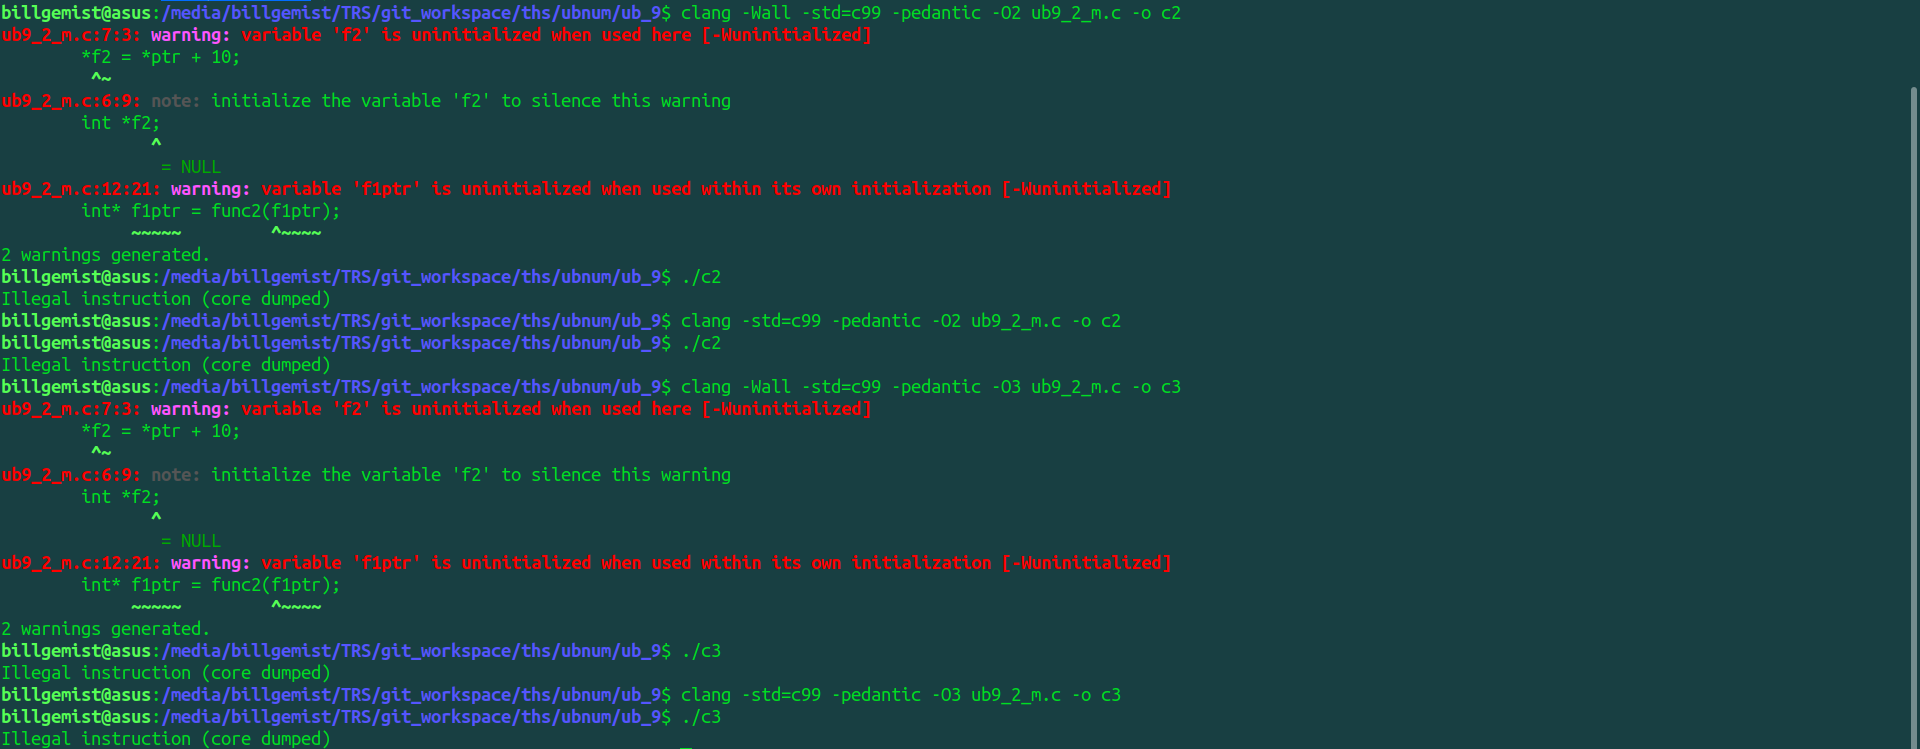 billgemist@asus:/media/billgemist/TRS/git_workspace/ths/ubnum/ub_9$ clang -Wall -std=c99 -pedantic -O2 ub9_2_m.c -o c2
ub9_2_m.c:7:3: warning: variable 'f2' is uninitialized when used here [-Wuninitialized]
        *f2 = *ptr + 10;
         ^~
ub9_2_m.c:6:9: note: initialize the variable 'f2' to silence this warning
        int *f2;
               ^
                = NULL
ub9_2_m.c:12:21: warning: variable 'f1ptr' is uninitialized when used within its own initialization [-Wuninitialized]
        int* f1ptr = func2(f1ptr);
             ~~~~~         ^~~~~
2 warnings generated.
billgemist@asus:/media/billgemist/TRS/git_workspace/ths/ubnum/ub_9$ ./c2
Illegal instruction (core dumped)
billgemist@asus:/media/billgemist/TRS/git_workspace/ths/ubnum/ub_9$ clang -std=c99 -pedantic -O2 ub9_2_m.c -o c2
billgemist@asus:/media/billgemist/TRS/git_workspace/ths/ubnum/ub_9$ ./c2
Illegal instruction (core dumped)
billgemist@asus:/media/billgemist/TRS/git_workspace/ths/ubnum/ub_9$ clang -Wall -std=c99 -pedantic -O3 ub9_2_m.c -o c3
ub9_2_m.c:7:3: warning: variable 'f2' is uninitialized when used here [-Wuninitialized]
        *f2 = *ptr + 10;
         ^~
ub9_2_m.c:6:9: note: initialize the variable 'f2' to silence this warning
        int *f2;
               ^
                = NULL
ub9_2_m.c:12:21: warning: variable 'f1ptr' is uninitialized when used within its own initialization [-Wuninitialized]
        int* f1ptr = func2(f1ptr);
             ~~~~~         ^~~~~
2 warnings generated.
billgemist@asus:/media/billgemist/TRS/git_workspace/ths/ubnum/ub_9$ ./c3
Illegal instruction (core dumped)
billgemist@asus:/media/billgemist/TRS/git_workspace/ths/ubnum/ub_9$ clang -std=c99 -pedantic -O3 ub9_2_m.c -o c3
billgemist@asus:/media/billgemist/TRS/git_workspace/ths/ubnum/ub_9$ ./c3
Illegal instruction (core dumped)